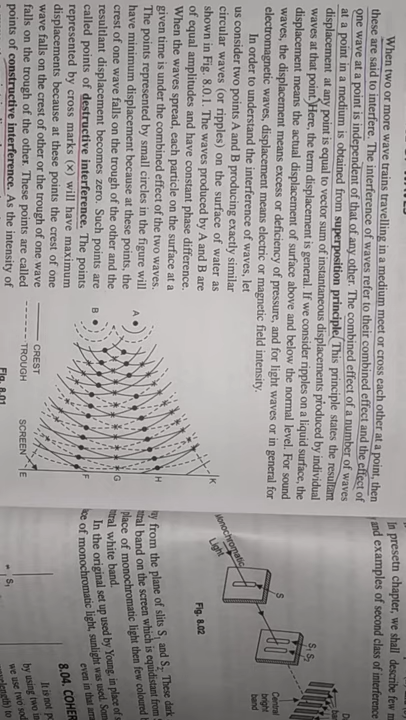 When two or more wave trains travelling in a medium meet or cross each other at a point, then
these are said to interfere. The interference of waves refer to their combined effect and the effect of
one wave at a point is independent of that of any other. The combined effect of a number of waves
at a point in a medium is obtained from superposition principle. This principle states the resultant
displacement at any point is equal to vector sum of instantaneous displacements produced by individual
waves at that point. Here, the term displacement is general. If we consider ripples on a liquid surface, the
displacement means the actual displacement of surface above and below the normal level. For sound
waves, the displacement means excess or deficiency of pressure, and for light waves or in general for
electromagnetic waves, displacement means electric or magnetic field intensity.
In order to understand the interference of waves, let
us consider two points A and B producing exactly similar
circular waves (or ripples) on the surface of water as
shown in Fig. 8.0.1. The waves produced by A and B are
of equal amplitudes and have constant phase difference.
When the waves spread, each particle on the surface at a
given time is under the combined effect of the two waves.
The points represented by small circles in the figure will
have minimum displacement because at these points, the
crest of one wave falls on the trough of the other and the
resultant displacement becomes zero. Such points are
called points of destructive interference. The points
represented by cross marks (×) will have maximum
displacements because at these points the crest of one
wave falls on the crest of other or the trough of one wave
falls on the trough of the other. These points are called
points of constructive interference. As the intensity of
A
B
K
H
G
F
E
CREST
TROUGH
SCREEN
Fig. 8.01
In presetn chapter, we shall describe few
and examples of second class of interference
Monochromatic
Light
S
S₁
S₂
Central
bright
band
Fig. 8.02
from the plane of slits S₁ and S₂. These dark
band on the screen which is equidistant from
place of monochromatic light then few coloured
white band.
In the original set up by Young, in place of
of monochromatic light, sunlight was used.
even in that
8.04. COHER
It is not
by using two
we use two
S₁